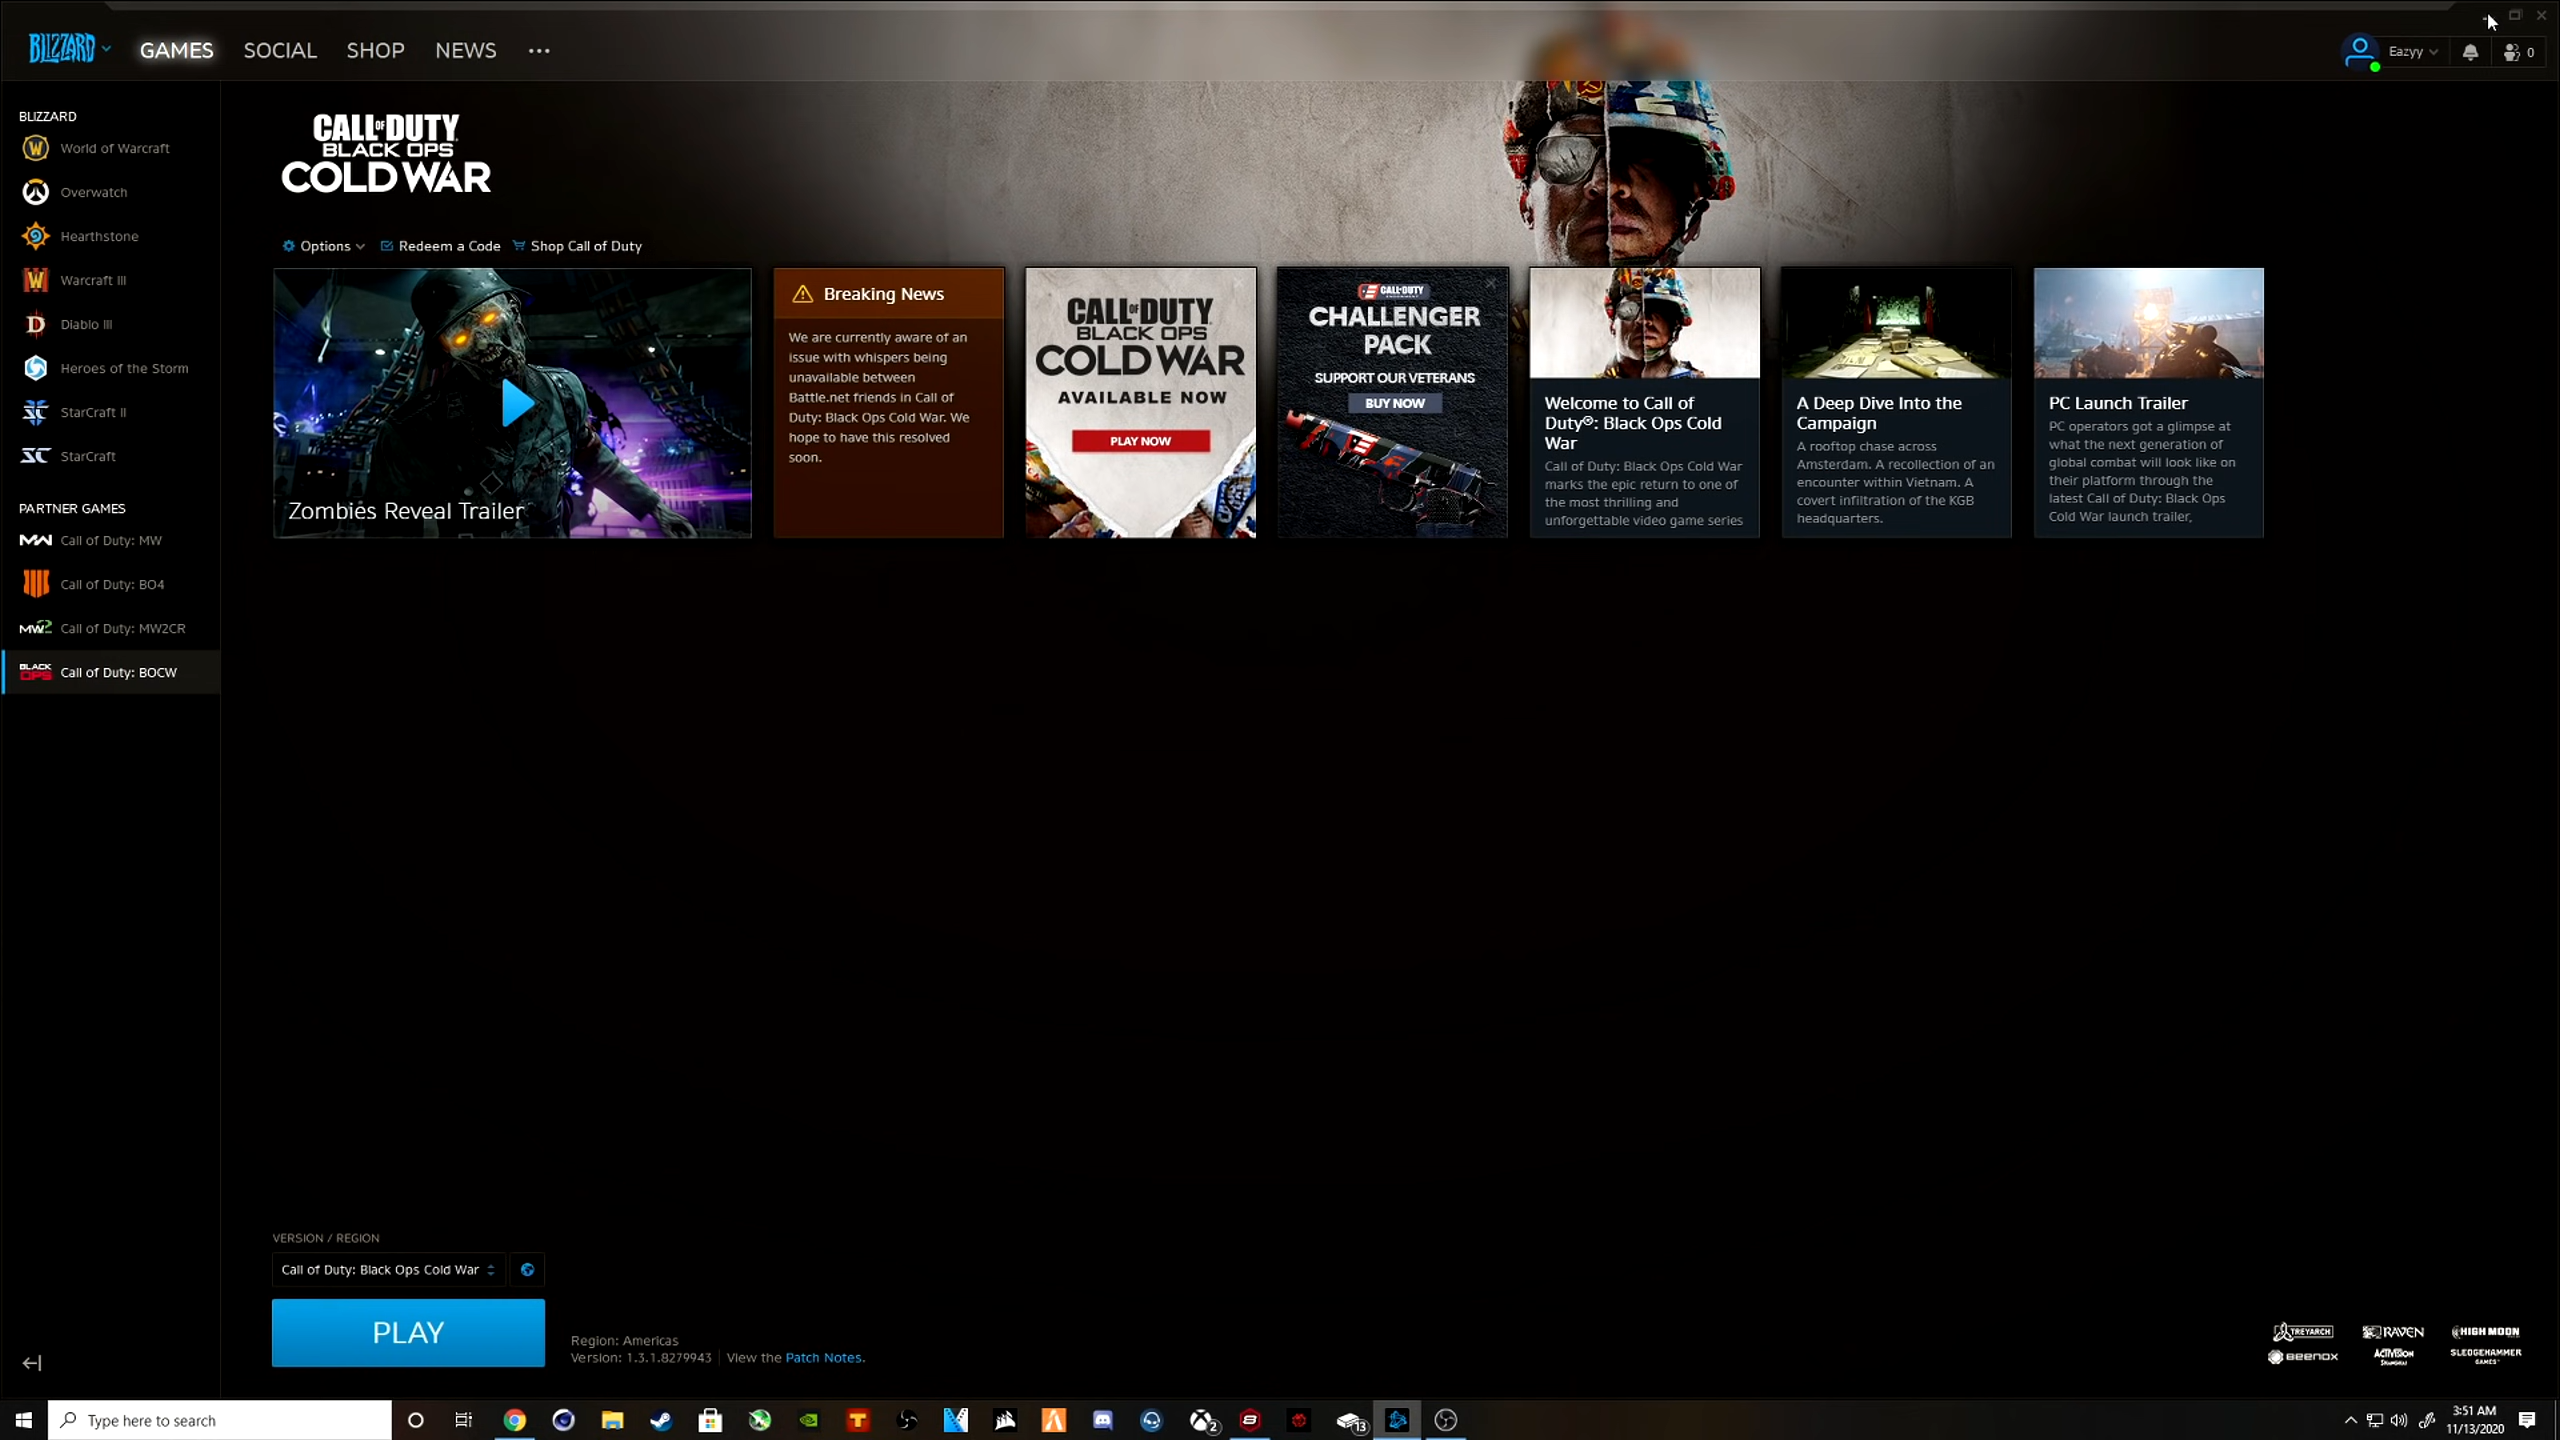 BLIZZARD
GAMES
SOCIAL
SHOP
NEWS
Eazyy
0
BLIZZARD
World of Warcraft
Overwatch
Hearthstone
Warcraft III
Diablo III
Heroes of the Storm
StarCraft II
StarCraft
PARTNER GAMES
Call of Duty: MW
Call of Duty: BO4
Call of Duty: MW2CR
BLACK
OPS
Call of Duty: BOCW
CALL OF DUTY
BLACK OPS
COLD WAR
Options
Redeem a Code
Shop Call of Duty
Zombies Reveal Trailer
Breaking News
We are currently aware of an
issue with whispers being
unavailable between
Battle.net friends in Call of
Duty: Black Ops Cold War. We
hope to have this resolved
soon.
CALL OF DUTY
BLACK OPS
COLD WAR
AVAILABLE NOW
PLAY NOW
CALL OF DUTY
ENDOWMENT
CHALLENGER
PACK
SUPPORT OUR VETERANS
BUY NOW
Welcome to Call of
Duty®: Black Ops Cold
War
Call of Duty: Black Ops Cold War
marks the epic return to one of
the most thrilling and
unforgettable video game series
A Deep Dive Into the
Campaign
A rooftop chase across
Amsterdam. A recollection of an
encounter within Vietnam. A
covert infiltration of the KGB
headquarters.
PC Launch Trailer
PC operators got a glimpse at
what the next generation of
global combat will look like on
their platform through the
latest Call of Duty: Black Ops
Cold War launch trailer,
VERSION / REGION
Call of Duty: Black Ops Cold War
PLAY
Region: Americas
Version: 1.3.1.8279943
View the Patch Notes.
TREYARCH
RAVEN
HIGH MOON
BEENOX
ACTIVISION
SHANGHAI
SLEDGEHAMMER
GAMES
Type here to search
2
13
3:51 AM
11/13/2020